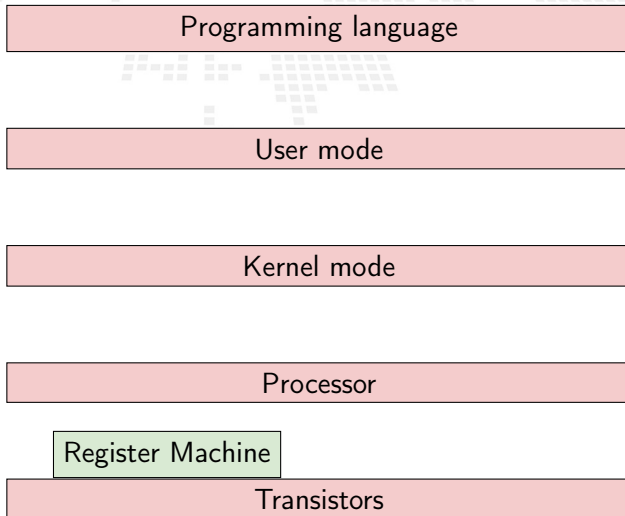 Programming language
User mode
Kernel mode
Processor
Register Machine
Transistors